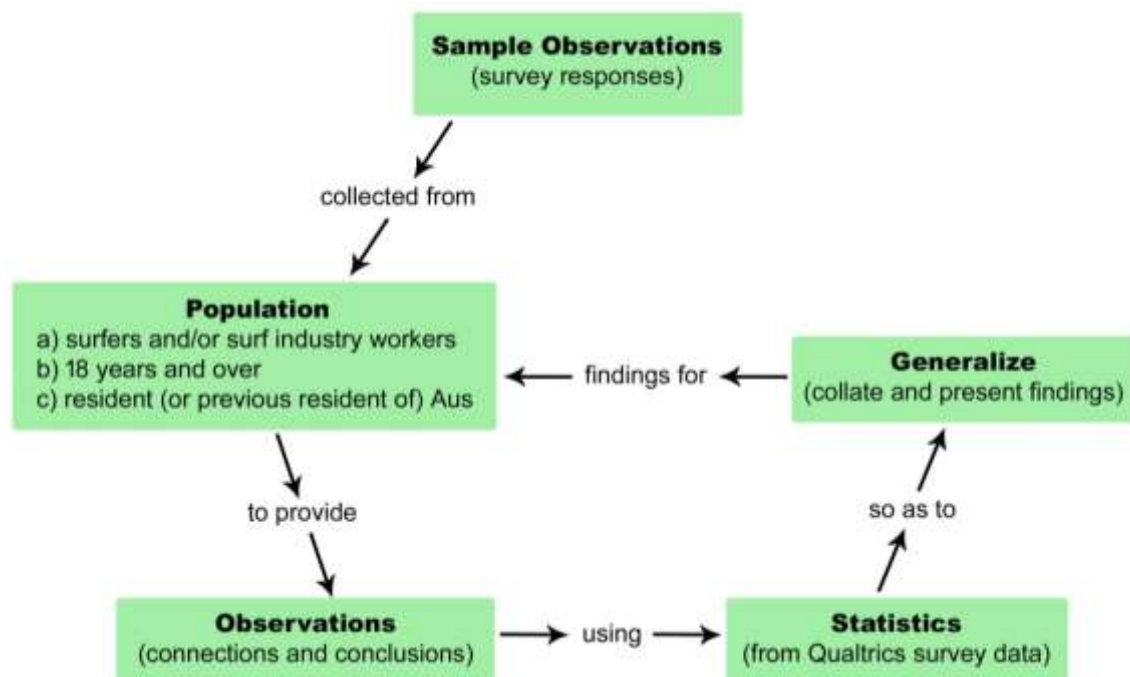 Sample Observations
(survey responses)
collected from
Population
a) surfers and/or surf industry workers
b) 18 years and over
c) resident (or previous resident of) Aus
findings for
Generalize
(collate and present findings)
to provide
so as to
Observations
(connections and conclusions)
using
Statistics
(from Qualtrics survey data)